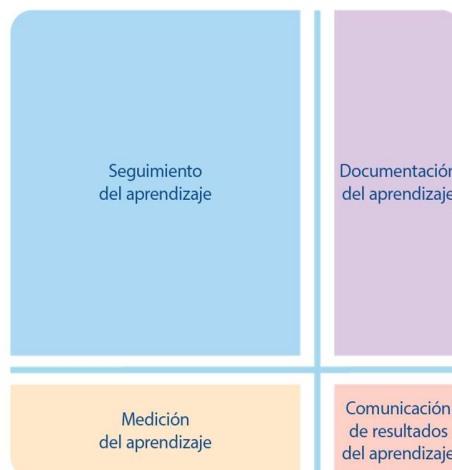 Seguimiento
del aprendizaje
Documentación
del aprendizaje
Medición
del aprendizaje
Comunicación
de resultados
del aprendizaje